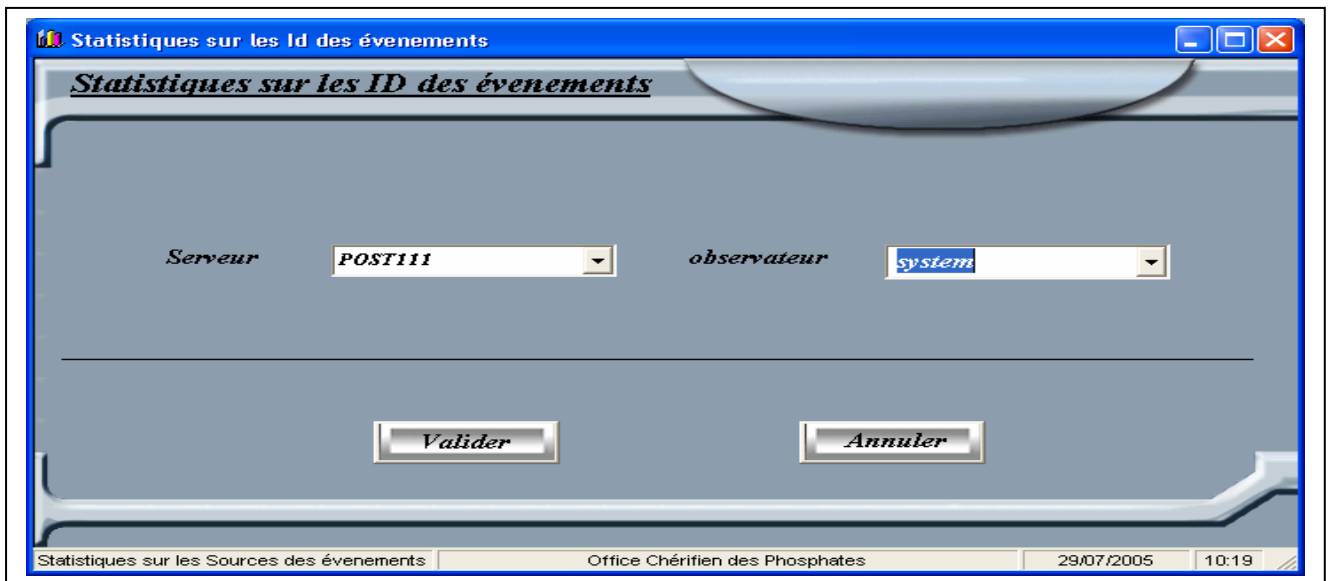 Statistiques sur les Id des évenements
Statistiques sur les ID des évenements
Serveur POST111 observateur system
Valider Annuler
Statistiques sur les Sources des évenements Office Chérifien des Phosphates 29/07/2005 10:19